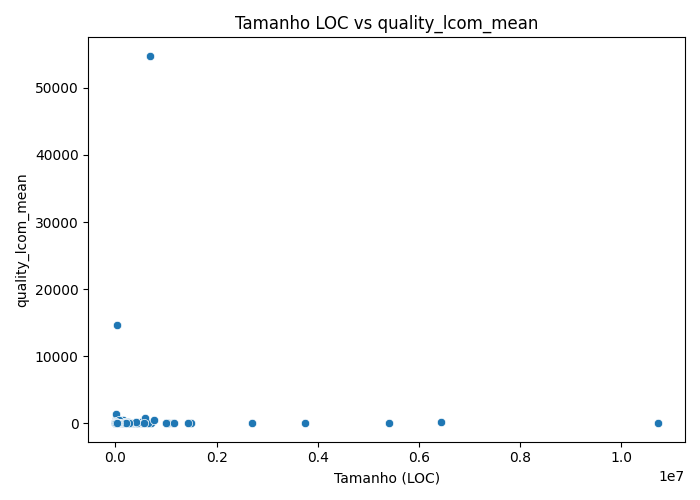 Tamanho LOC vs quality_lcom_mean
quality_lcom_mean
50000
40000
30000
20000
10000
0
0.0 0.2 0.4 0.6 0.8 1.0
1e7
Tamanho (LOC)